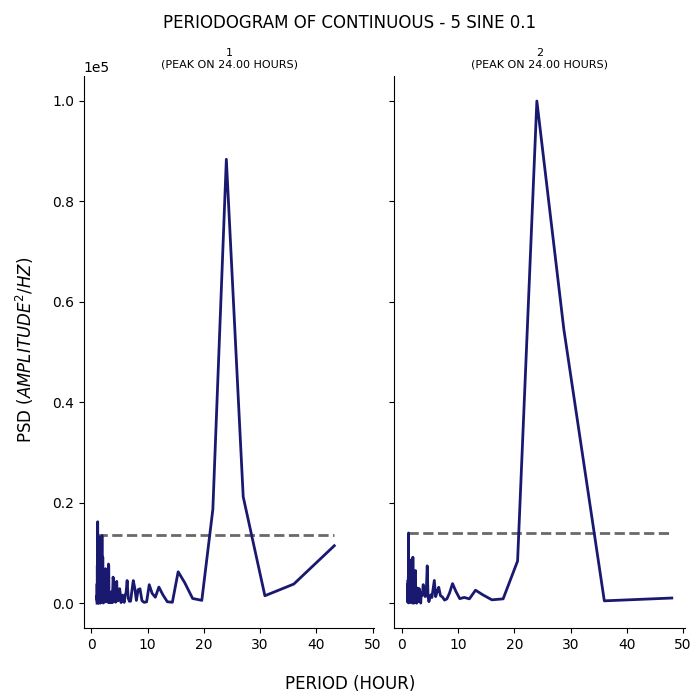 PERIODOGRAM OF CONTINUOUS - 5 SINE 0.1
1
(PEAK ON 24.00 HOURS)
2
(PEAK ON 24.00 HOURS)
1e5
1.0
0.8
0.6
0.4
0.2
0.0
PSD (AMPLITUDE²/HZ)
0 10 20 30 40 50
0 10 20 30 40 50
PERIOD (HOUR)